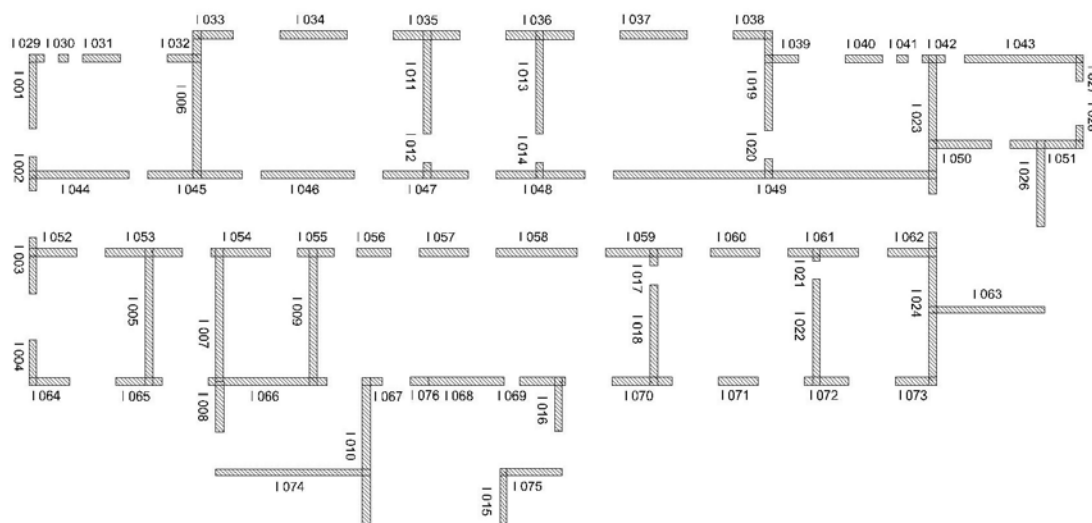 I 033 I 034 I 035 I 036 I 037 I 038
I 029 I 030 I 031 I 032 I 039 I 040 I 041 I 042 I 043
I 001 I 006 I 011 I 013 I 019 I 023 I 027
I 028
I 002 I 012 I 014 I 020 I 050 I 026 I 051
I 044 I 045 I 046 I 047 I 048 I 049
I 052 I 053 I 054 I 055 I 056 I 057 I 058 I 059 I 060 I 061 I 062
I 003 I 017 I 021
I 005 I 007 I 009 I 018 I 022 I 024 I 063
I 004
I 064 I 065 I 066 I 067 I 076 I 068 I 069 I 070 I 071 I 072 I 073
I 008 I 016
I 010
I 074 I 015 I 075